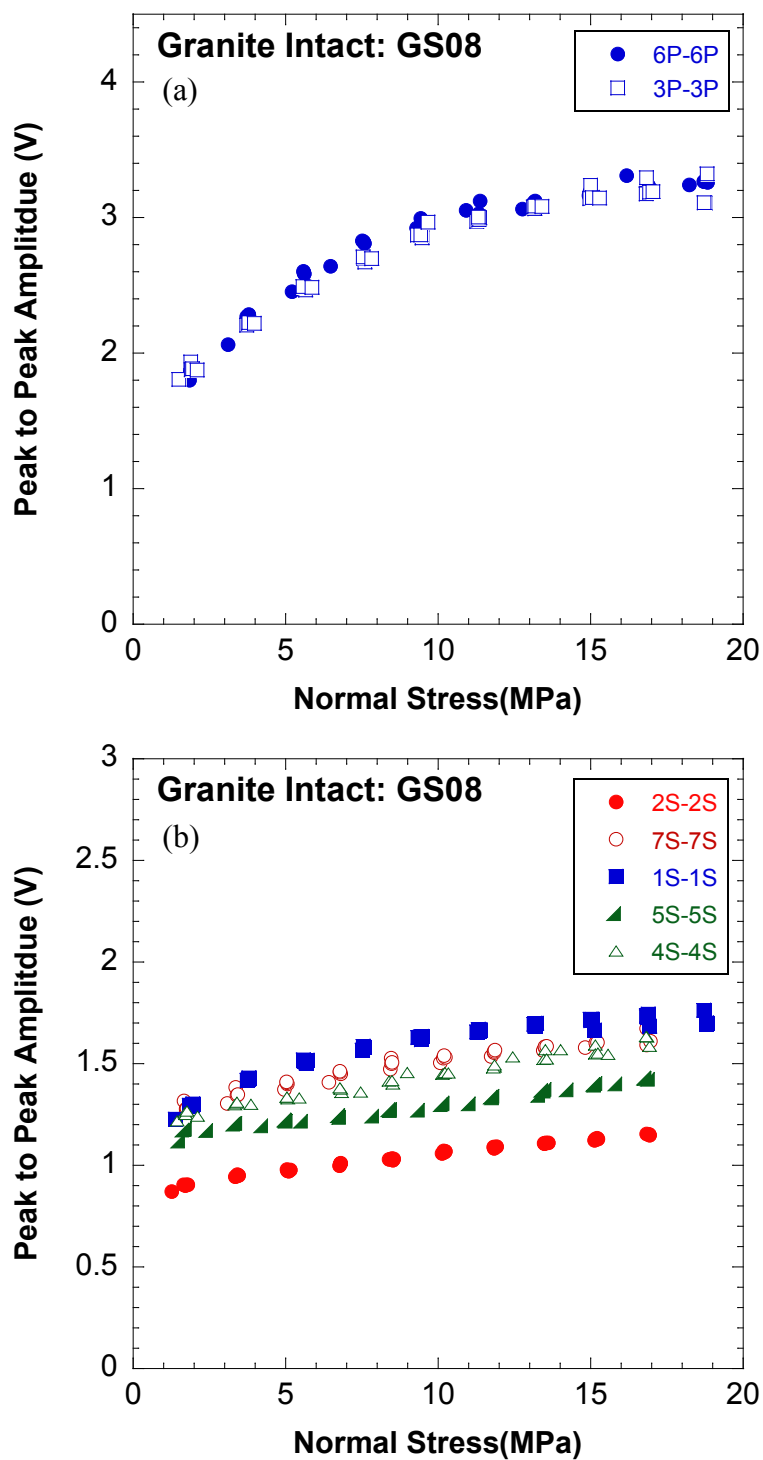 Granite Intact: GS08
(a)
6P-6P
3P-3P
Peak to Peak Amplitdue (V)
4
3
2
1
0
0 5 10 15 20
Normal Stress(MPa)
Granite Intact: GS08
(b)
2S-2S
7S-7S
1S-1S
5S-5S
4S-4S
Peak to Peak Amplitdue (V)
3
2.5
2
1.5
1
0.5
0
0 5 10 15 20
Normal Stress(MPa)